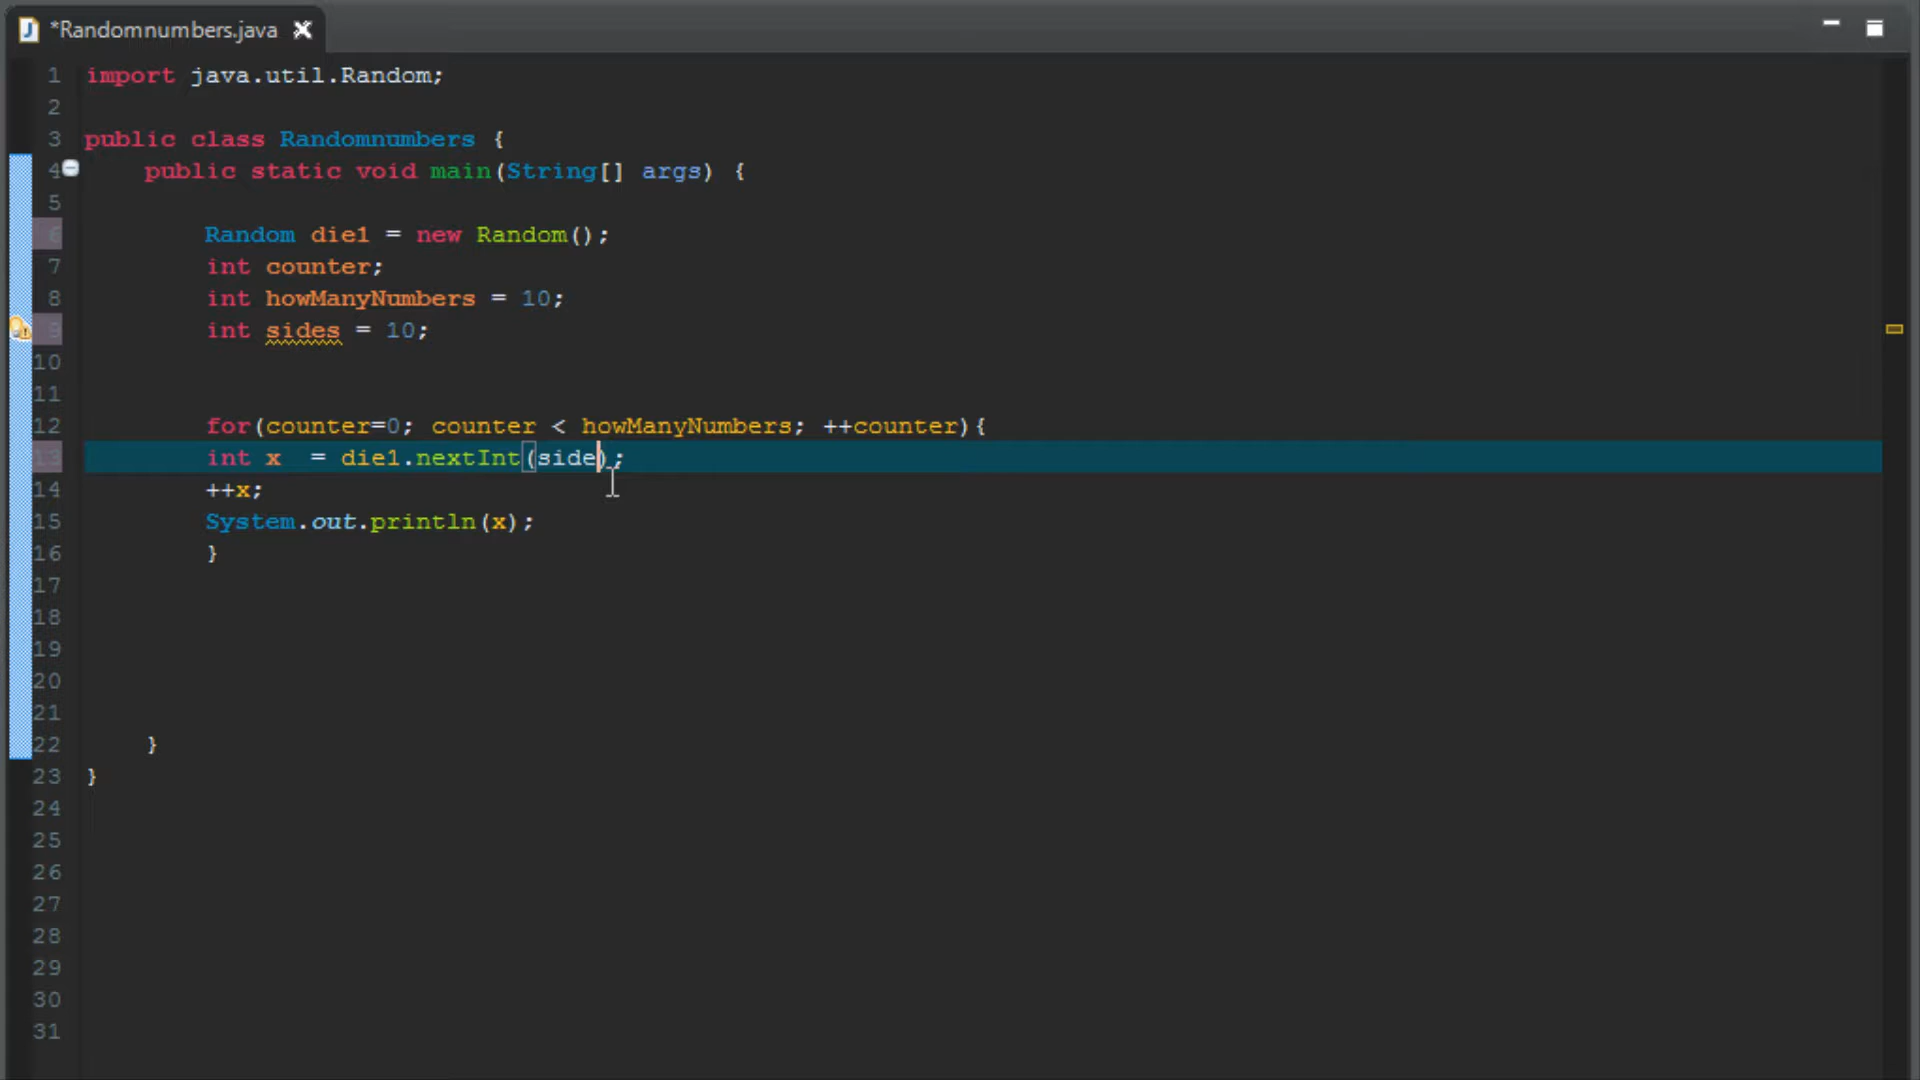 *Randomnumbers.java
1 import java.util.Random;
2
3 public class Randomnumbers {
4 public static void main(String[] args) {
5
6 Random die1 = new Random();
7 int counter;
8 int howManyNumbers = 10;
9 int sides = 10;
10
11
12 for(counter=0; counter < howManyNumbers; ++counter){
13 int x  = die1.nextInt(side);
14 ++x;
15 System.out.println(x);
16 }
17
18
19
20
21
22 }
23 }
24
25
26
27
28
29
30
31